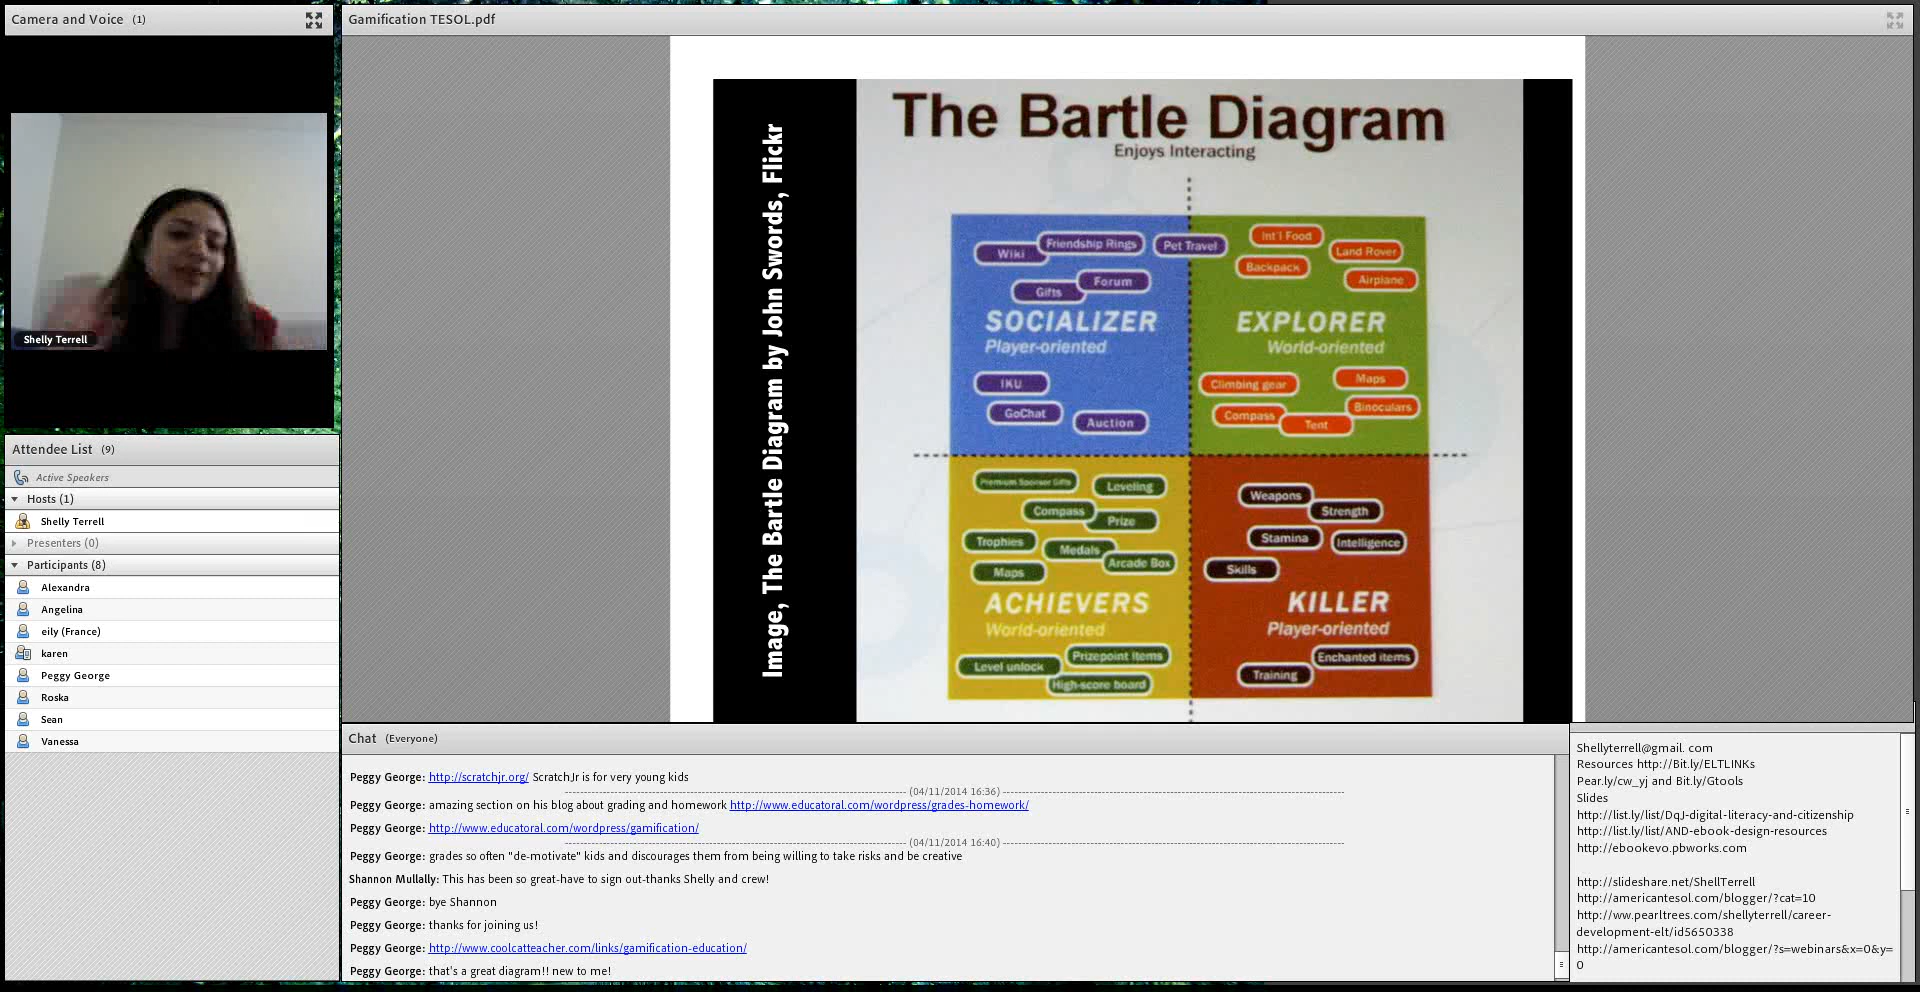 Camera and Voice (1)
Shelly Terrell
Attendee List (9)
Active Speakers
Hosts (1)
Shelly Terrell
Presenters (0)
Participants (8)
Alexandra
Angelina
eily (France)
karen
Peggy George
Roska
Sean
Vanessa
Gamification TESOL.pdf
Image, The Bartle Diagram by John Swords, Flickr
The Bartle Diagram
Enjoys Interacting
Wiki
Friendship Rings
Pet Travel
Gifts
Forum
SOCIALIZER
Player-oriented
IKU
GoChat
Auction
Int'l Food
Land Rover
Backpack
Airplane
EXPLORER
World-oriented
Climbing gear
Maps
Compass
Binoculars
Tent
Premium Sponsor Gifts
Leveling
Compass
Prize
Trophies
Medals
Arcade Box
Maps
ACHIEVERS
World-oriented
Level unlock
Prizepoint Items
High-score board
Weapons
Strength
Stamina
Intelligence
Skills
KILLER
Player-oriented
Enchanted items
Training
Chat (Everyone)
Peggy George: http://scratchjr.org/ ScratchJr is for very young kids
(04/11/2014 16:36)
Peggy George: amazing section on his blog about grading and homework http://www.educatoral.com/wordpress/grades-homework/
Peggy George: http://www.educatoral.com/wordpress/gamification/
(04/11/2014 16:40)
Peggy George: grades so often "de-motivate" kids and discourages them from being willing to take risks and be creative
Shannon Mullally: This has been so great-have to sign out-thanks Shelly and crew!
Peggy George: bye Shannon
Peggy George: thanks for joining us!
Peggy George: http://www.coolcatteacher.com/links/gamification-education/
Peggy George: that's a great diagram!! new to me!
Shellyterrell@gmail. com
Resources http://Bit.ly/ELTLINKs
Pear.ly/cw_yj and Bit.ly/Gtools
Slides
http://list.ly/list/DqJ-digital-literacy-and-citizenship
http://list.ly/list/AND-ebook-design-resources
http://ebookevo.pbworks.com
http://slideshare.net/ShellTerrell
http://americantesol.com/blogger/?cat=10
http://ww.pearltrees.com/shellyterrell/career-
development-elt/id5650338
http://americantesol.com/blogger/?s=webinars&x=0&y=
0